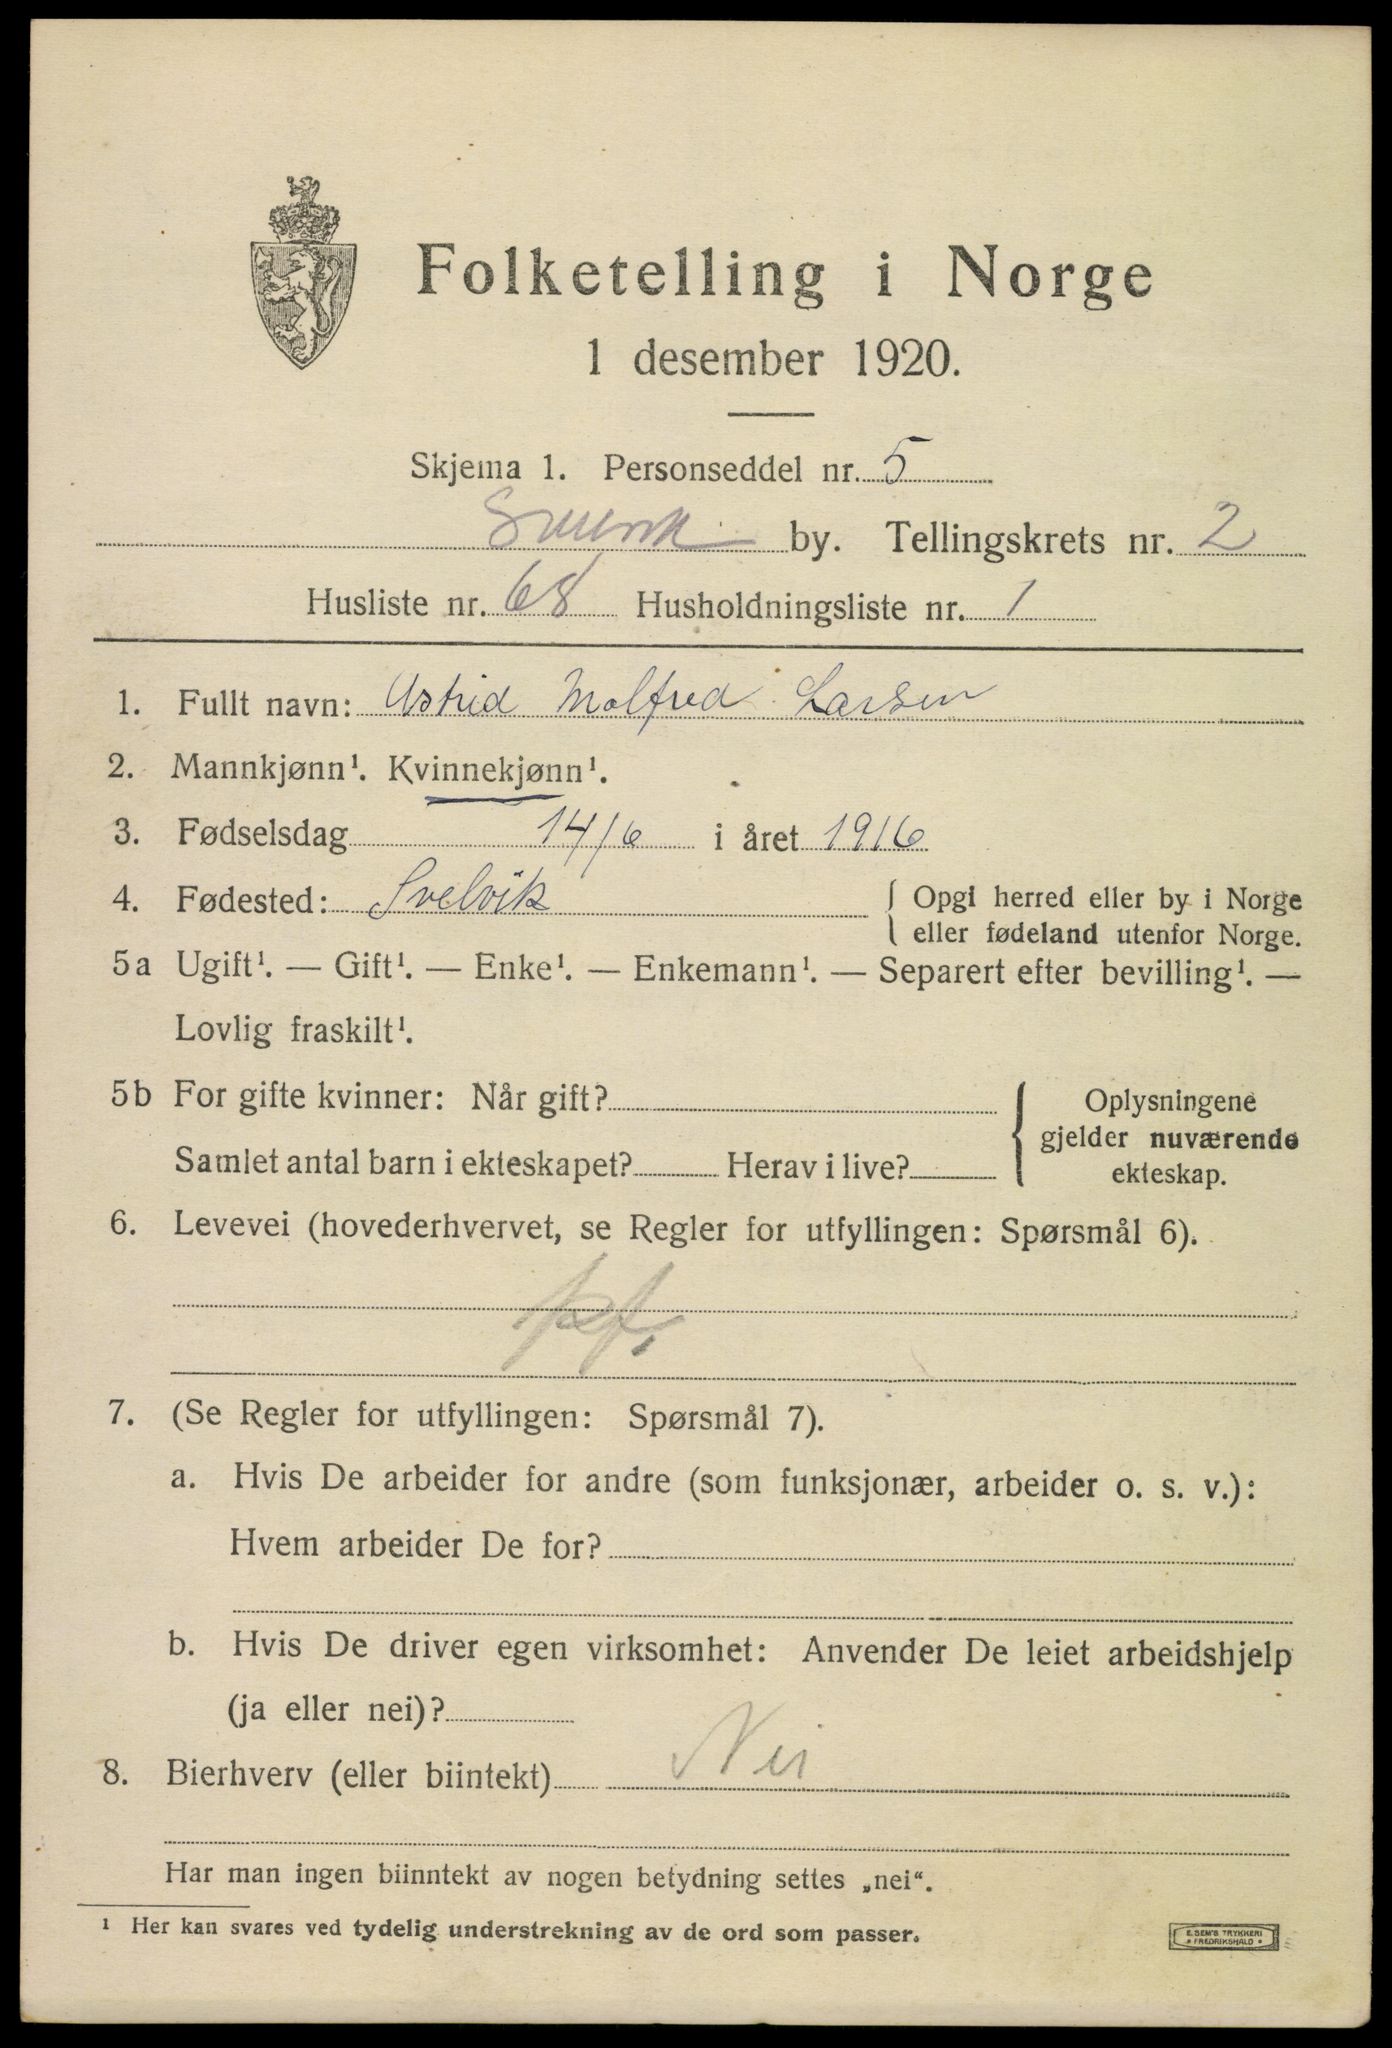 Folketelling i Norge
1 desember 1920.
Skjema 1. Personseddel nr. 5
Svelvik by. Tellingskrets nr. 2
Husliste nr. 68 Husholdningsliste nr. 1
1. Fullt navn: Astrid Molfred Larsen
2. Mannkjønn¹. Kvinnekjønn¹.
3. Fødselsdag 14/6 i året 1916
4. Fødested: Svelvik { Opgi herred eller by i Norge
eller fødeland utenfor Norge.
5a Ugift¹. — Gift¹. — Enke¹. — Enkemann¹. — Separert efter bevilling¹. —
Lovlig fraskilt¹.
5b For gifte kvinner: Når gift?
Samlet antal barn i ekteskapet? Herav i live?
Oplysningene
gjelder nuværende
ekteskap.
6. Levevei (hovederhvervet, se Regler for utfyllingen: Spørsmål 6).
pf.
7. (Se Regler for utfyllingen: Spørsmål 7).
a. Hvis De arbeider for andre (som funksjonær, arbeider o. s. v.):
Hvem arbeider De for?
b. Hvis De driver egen virksomhet: Anvender De leiet arbeidshjelp
(ja eller nei)?
8. Bierhverv (eller biintekt) Nei
Har man ingen biinntekt av nogen betydning settes „nei“.
¹ Her kan svares ved tydelig understrekning av de ord som passer.
E. SEM'S TRYKKERI
* FREDRIKSHALD *